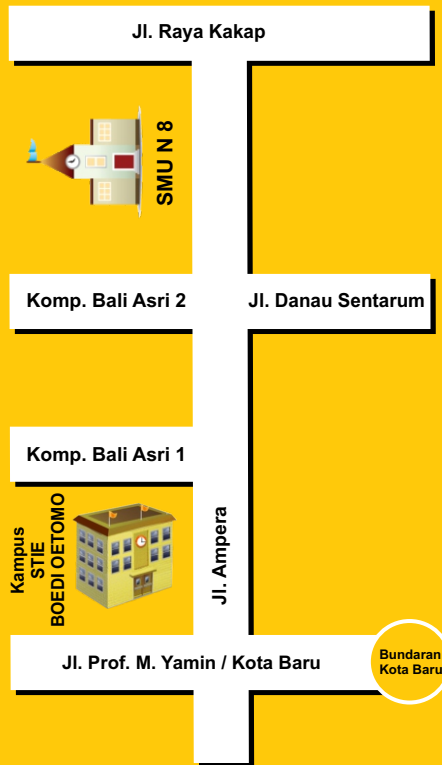 Jl. Raya Kakap
SMU N 8
Komp. Bali Asri 2
Jl. Danau Sentarum
Komp. Bali Asri 1
Kampus
STIE
BOEDI OETOMO
Jl. Ampera
Jl. Prof. M. Yamin / Kota Baru
Bundaran
Kota Baru